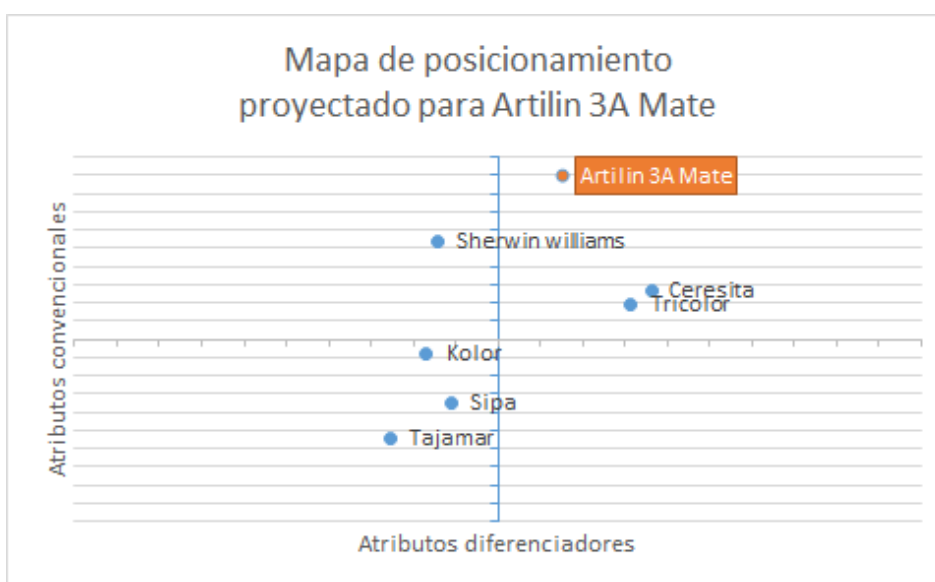 Mapa de posicionamiento
proyectado para Artilin 3A Mate
Artilin 3A Mate
Sherwin williams
Ceresita
Tricolor
Kolor
Sipa
Tajamar
Atributos convencionales
Atributos diferenciadores